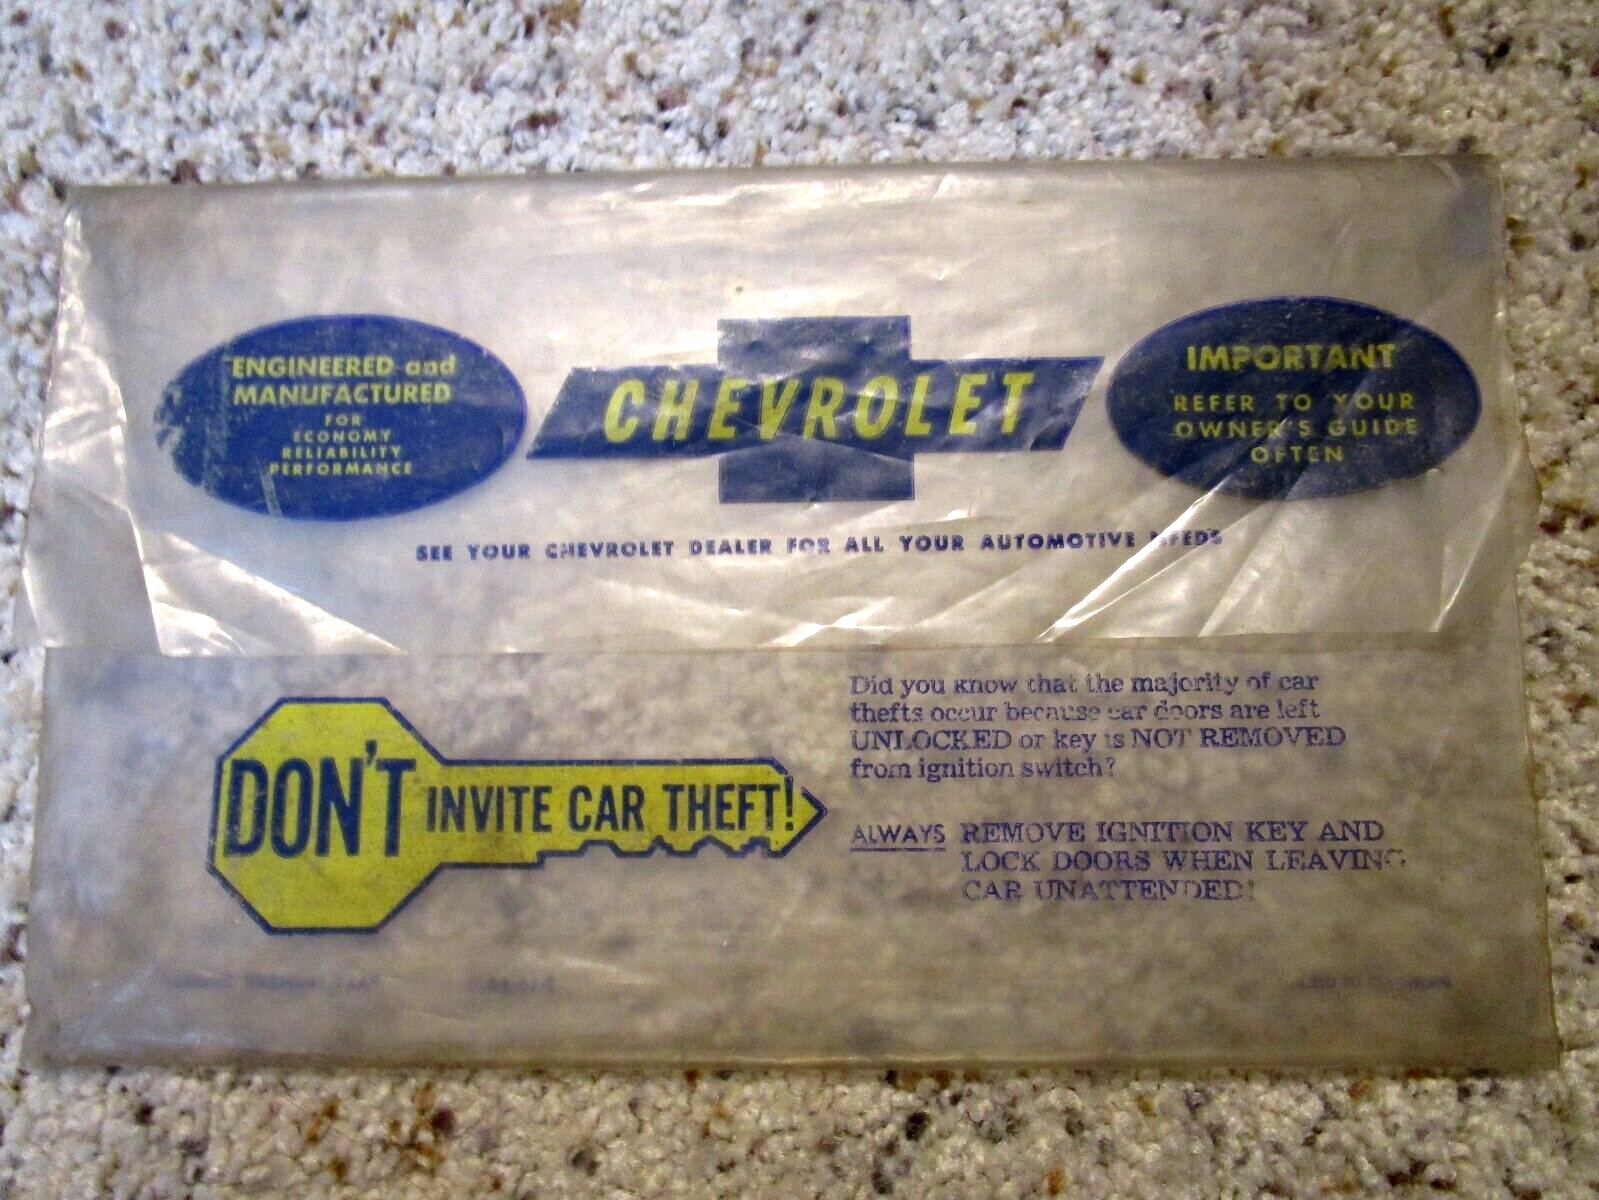 ENGINEERED and
MANUFACTURED
FOR
ECONOMY
RELIABILITY
PERFORMANCE
CHEVROLET
IMPORTANT
REFER TO YOUR
OWNER'S GUIDE
OFTEN
SEE YOUR CHEVROLET DEALER FOR ALL YOUR AUTOMOTIVE NEEDS
DON'T INVITE CAR THEFT!
Did you know that the majority of car
thefts occur because car doors are left
UNLOCKED or key is NOT REMOVED
from ignition switch?
ALWAYS REMOVE IGNITION KEY AND
LOCK DOORS WHEN LEAVING
CAR UNATTENDED!